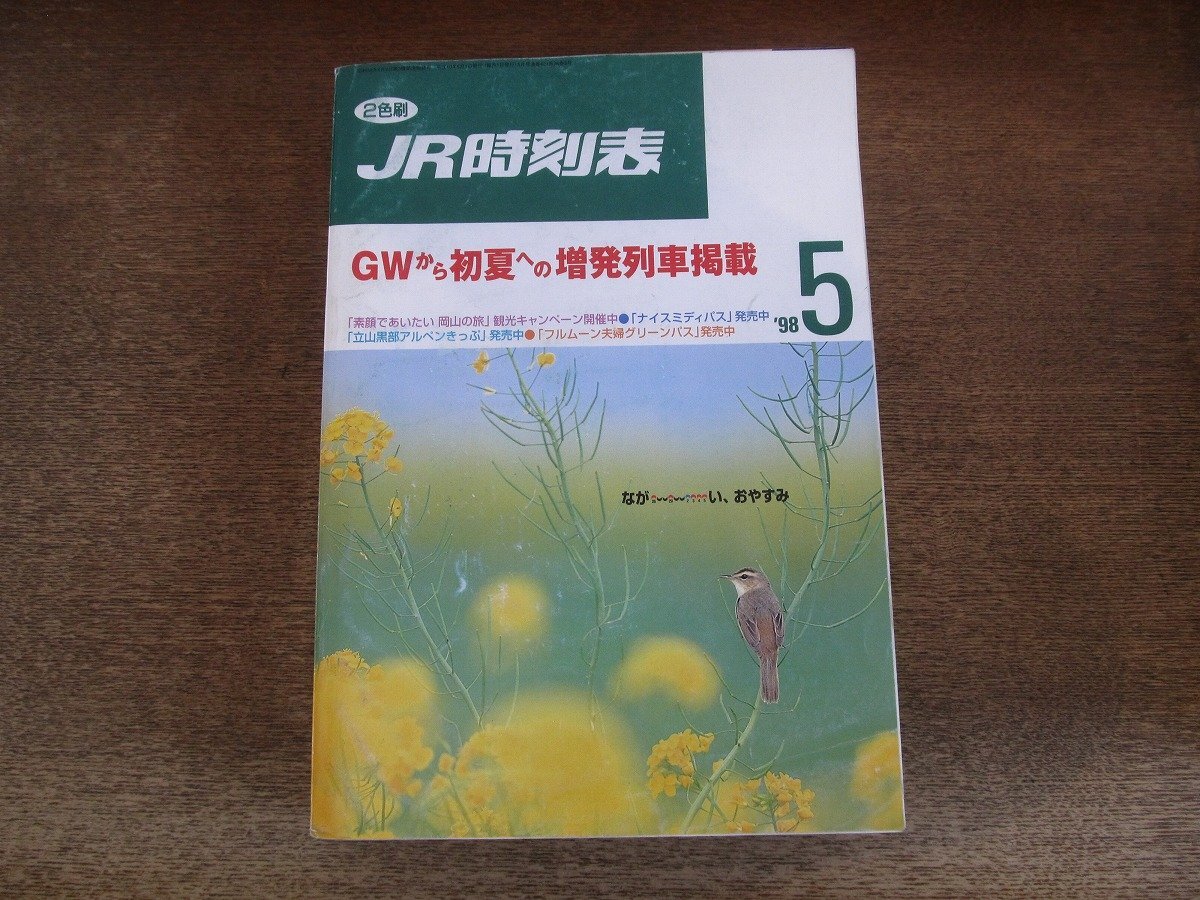 2色刷
JR時刻表
GWから初夏への増発列車掲載
「素顔であいたい 岡山の旅」観光キャンペーン開催中●「ナイスミディパス」発売中
「立山黒部アルペンきっぷ」発売中●「フルムーン夫婦グリーンパス」発売中
'98 5
なが い、おやすみ